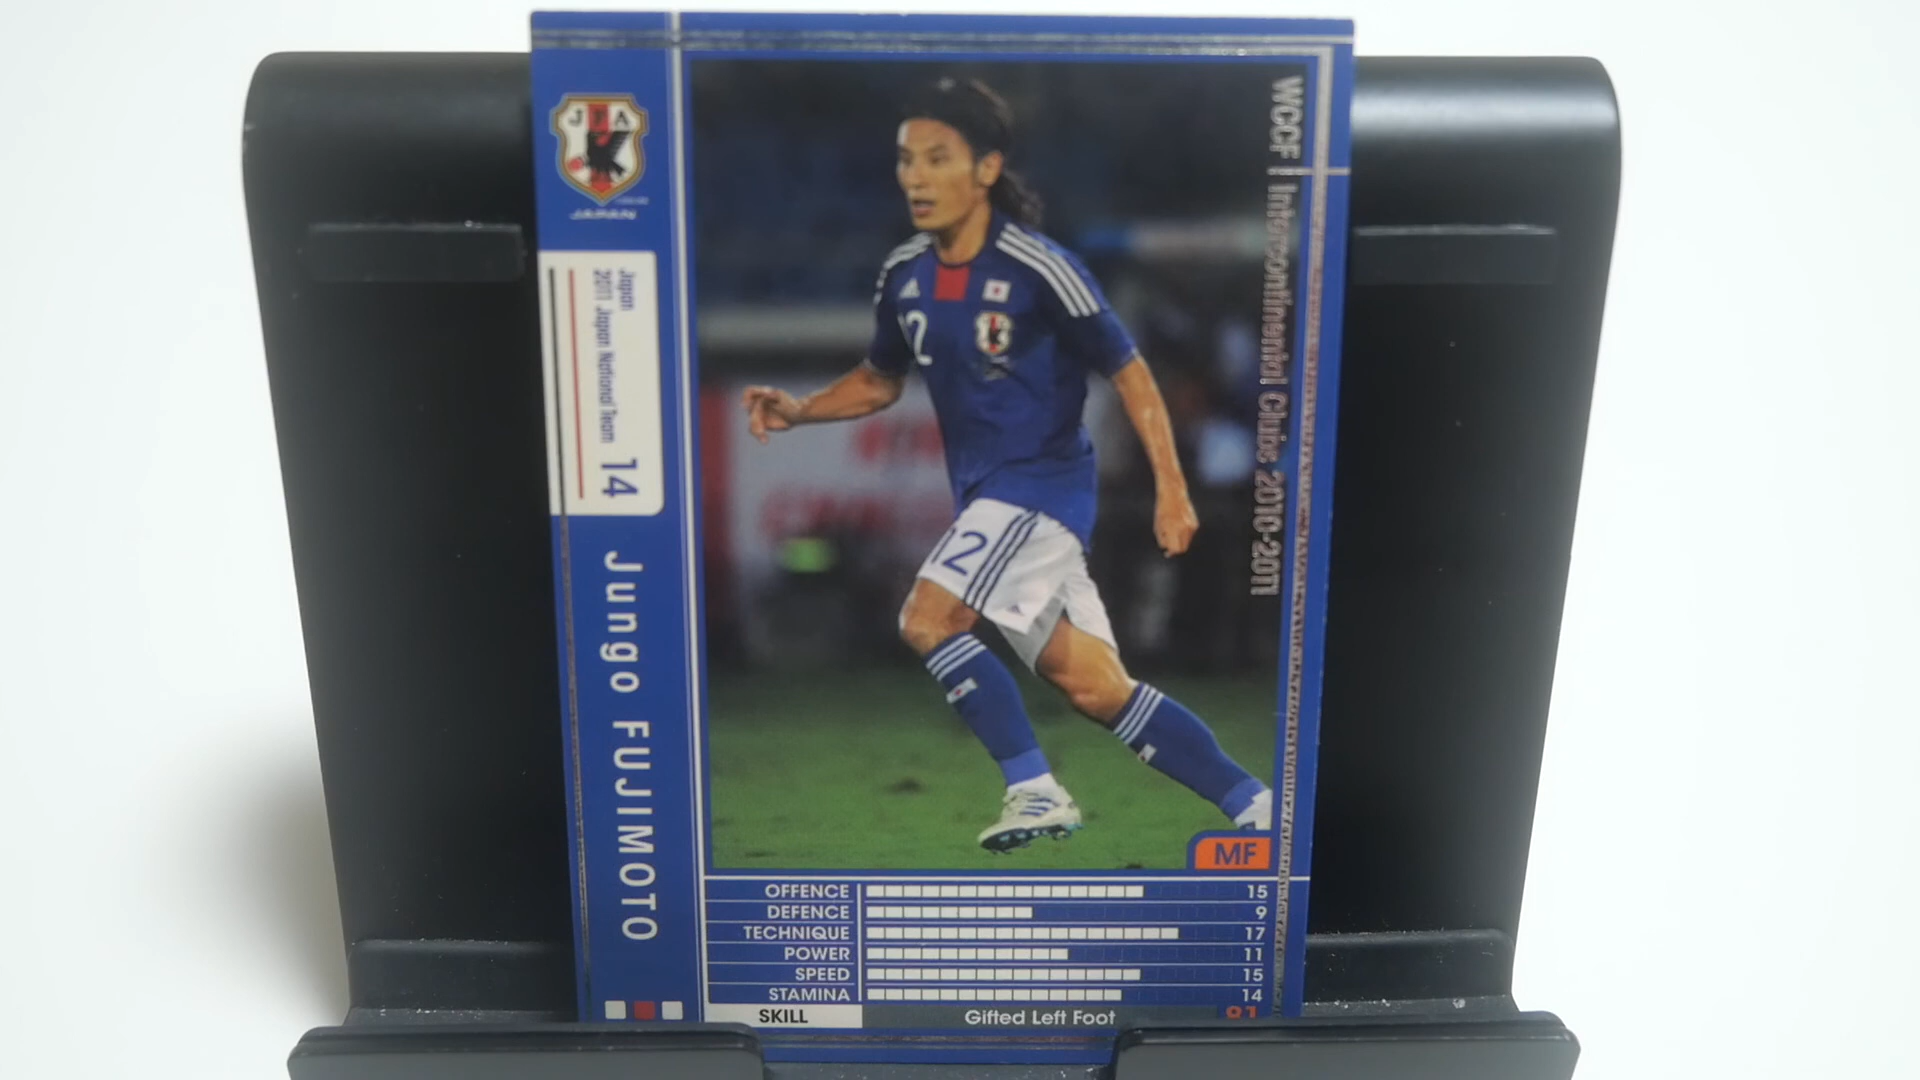 JFA
JAPAN
Japan
2011 Japan National Team
14
Jungo FUJIMOTO
WCCF | Intercontinental Clubs 2010-2011
12
12
MF
OFFENCE 15
DEFENCE 9
TECHNIQUE 17
POWER 11
SPEED 15
STAMINA 14
SKILL Gifted Left Foot 81